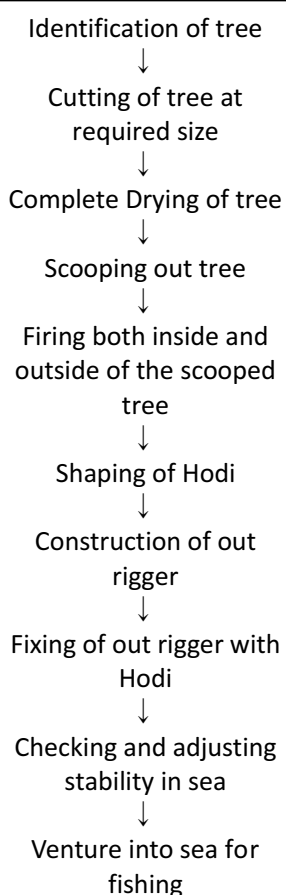 Identification of tree
↓
Cutting of tree at
required size
↓
Complete Drying of tree
↓
Scooping out tree
↓
Firing both inside and
outside of the scooped
tree
↓
Shaping of Hodi
↓
Construction of out
rigger
↓
Fixing of out rigger with
Hodi
↓
Checking and adjusting
stability in sea
↓
Venture into sea for
fishing